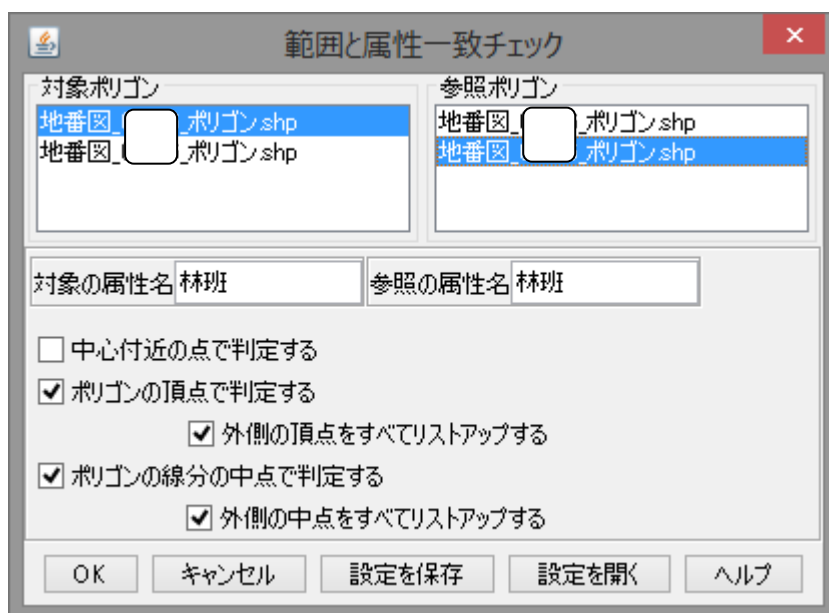 範囲と属性一致チェック
対象ポリゴン
参照ポリゴン
地番図_ _ポリゴン.shp
地番図_ _ポリゴン.shp
地番図_ _ポリゴン.shp
地番図_ _ポリゴン.shp
対象の属性名 林班
参照の属性名 林班
中心付近の点で判定する
ポリゴンの頂点で判定する
外側の頂点をすべてリストアップする
ポリゴンの線分の中点で判定する
外側の中点をすべてリストアップする
OK キャンセル 設定を保存 設定を開く ヘルプ